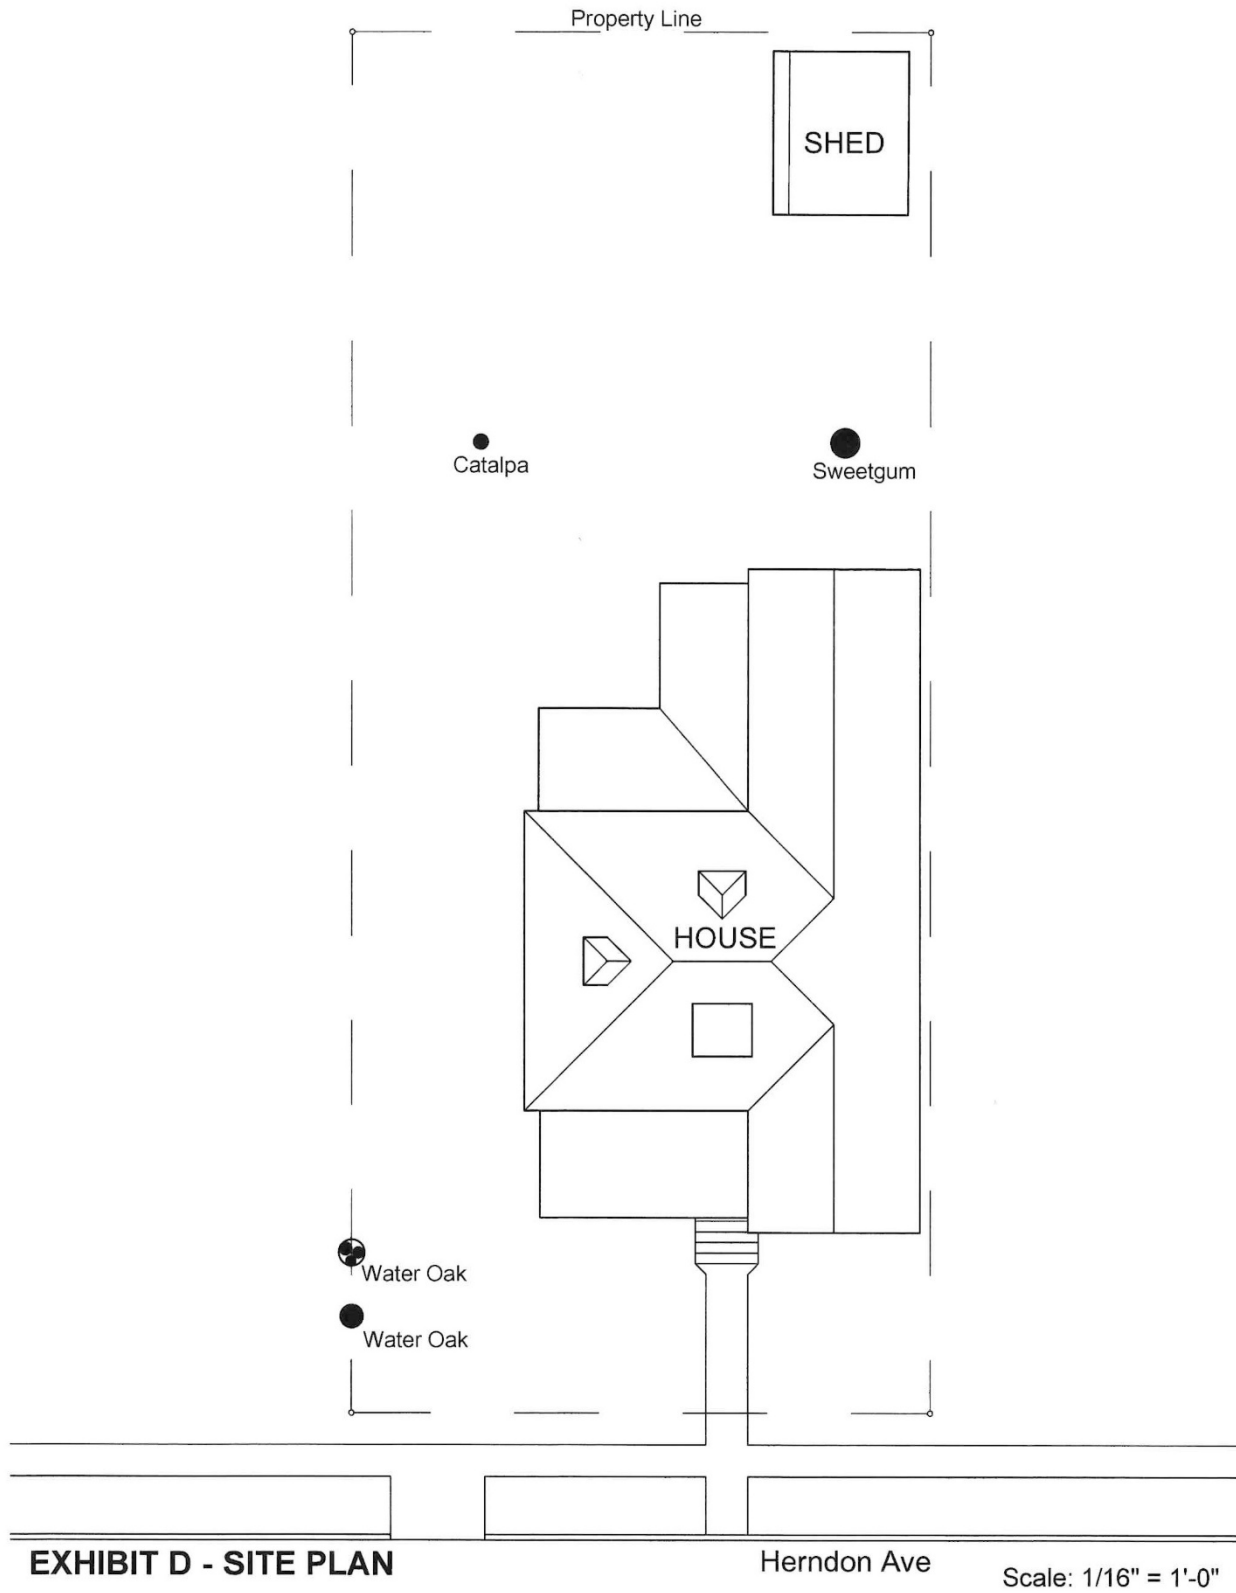 Property Line
SHED
Catalpa
Sweetgum
HOUSE
Water Oak
Water Oak
EXHIBIT D - SITE PLAN
Herndon Ave
Scale: 1/16" = 1'-0"